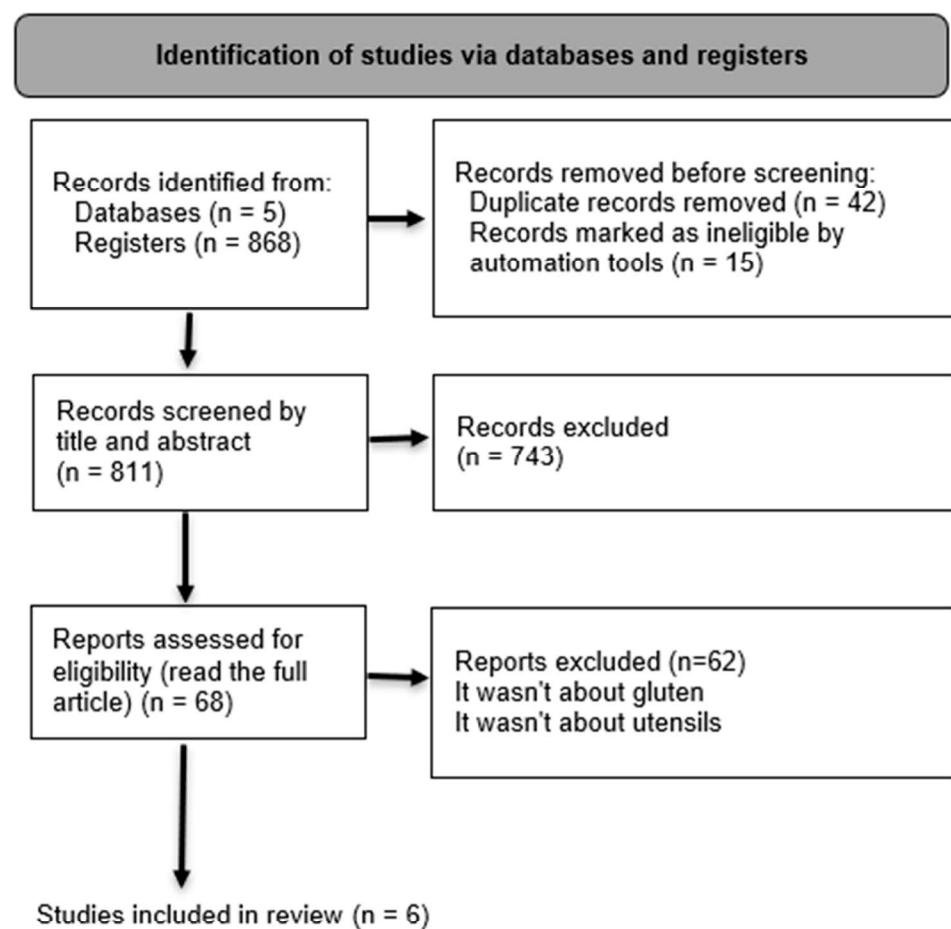 Identification of studies via databases and registers
Records identified from:
Databases (n = 5)
Registers (n = 868)
Records removed before screening:
Duplicate records removed (n = 42)
Records marked as ineligible by
automation tools (n = 15)
Records screened by
title and abstract
(n = 811)
Records excluded
(n = 743)
Reports assessed for
eligibility (read the full
article) (n = 68)
Reports excluded (n=62)
It wasn't about gluten
It wasn't about utensils
Studies included in review (n = 6)